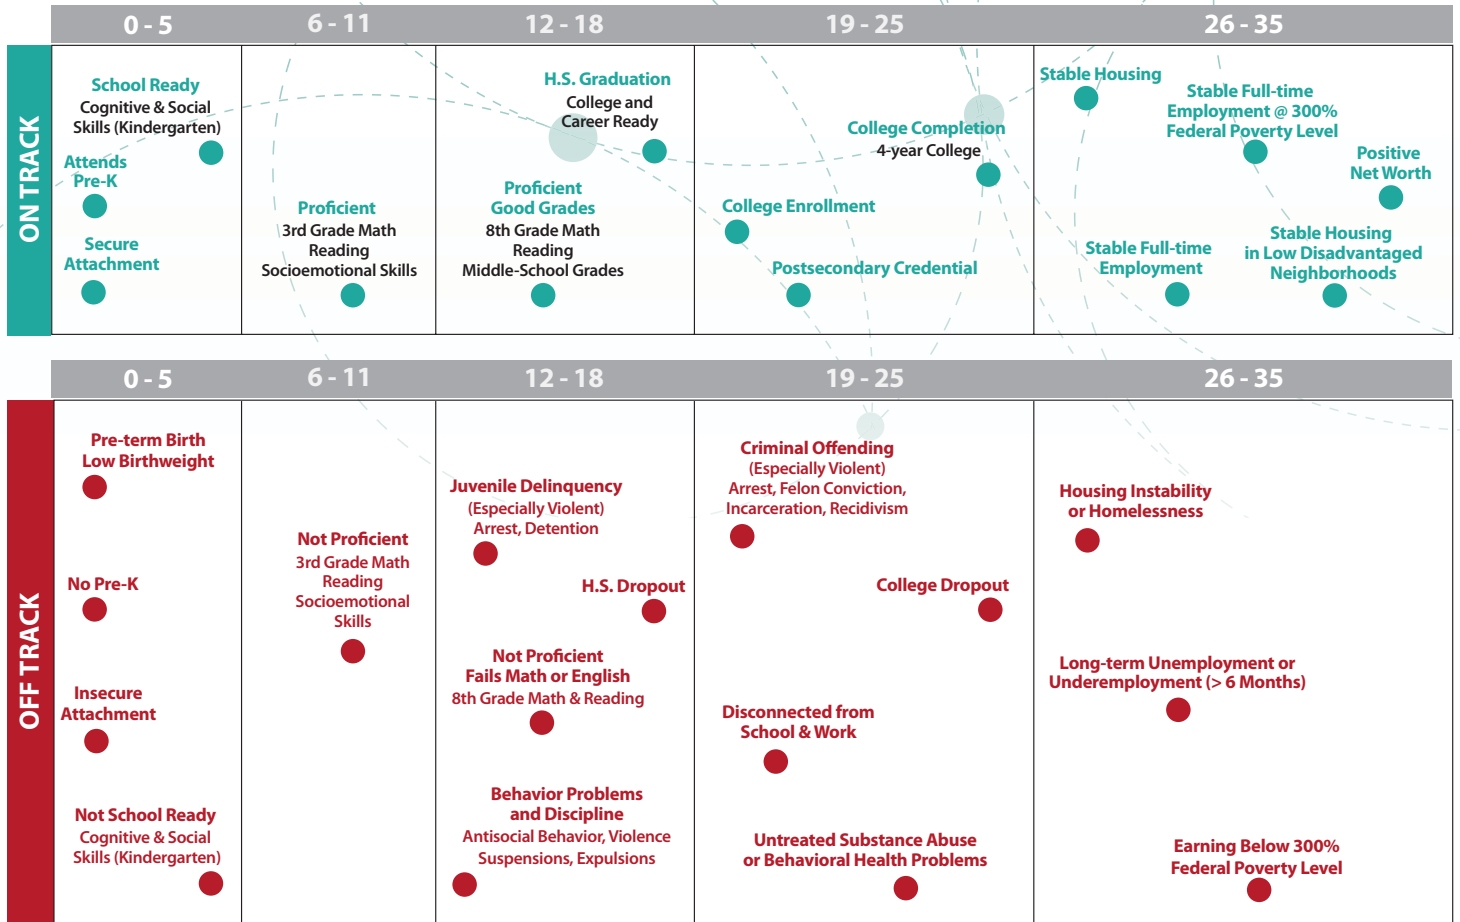 0 - 5
6 - 11
12 - 18
19 - 25
26 - 35
ON TRACK
School Ready
Cognitive & Social
Skills (Kindergarten)
Attends
Pre-K
Secure
Attachment
Proficient
3rd Grade Math
Reading
Socioemotional Skills
H.S. Graduation
College and
Career Ready
Proficient
Good Grades
8th Grade Math
Reading
Middle-School Grades
College Completion
4-year College
College Enrollment
Postsecondary Credential
Stable Housing
Stable Full-time
Employment @ 300%
Federal Poverty Level
Positive
Net Worth
Stable Full-time
Employment
Stable Housing
in Low Disadvantaged
Neighborhoods
0 - 5
6 - 11
12 - 18
19 - 25
26 - 35
OFF TRACK
Pre-term Birth
Low Birthweight
No Pre-K
Insecure
Attachment
Not School Ready
Cognitive & Social
Skills (Kindergarten)
Not Proficient
3rd Grade Math
Reading
Socioemotional
Skills
Juvenile Delinquency
(Especially Violent)
Arrest, Detention
H.S. Dropout
Not Proficient
Fails Math or English
8th Grade Math & Reading
Behavior Problems
and Discipline
Antisocial Behavior, Violence
Suspensions, Expulsions
Criminal Offending
(Especially Violent)
Arrest, Felon Conviction,
Incarceration, Recidivism
College Dropout
Disconnected from
School & Work
Untreated Substance Abuse
or Behavioral Health Problems
Housing Instability
or Homelessness
Long-term Unemployment or
Underemployment (> 6 Months)
Earning Below 300%
Federal Poverty Level